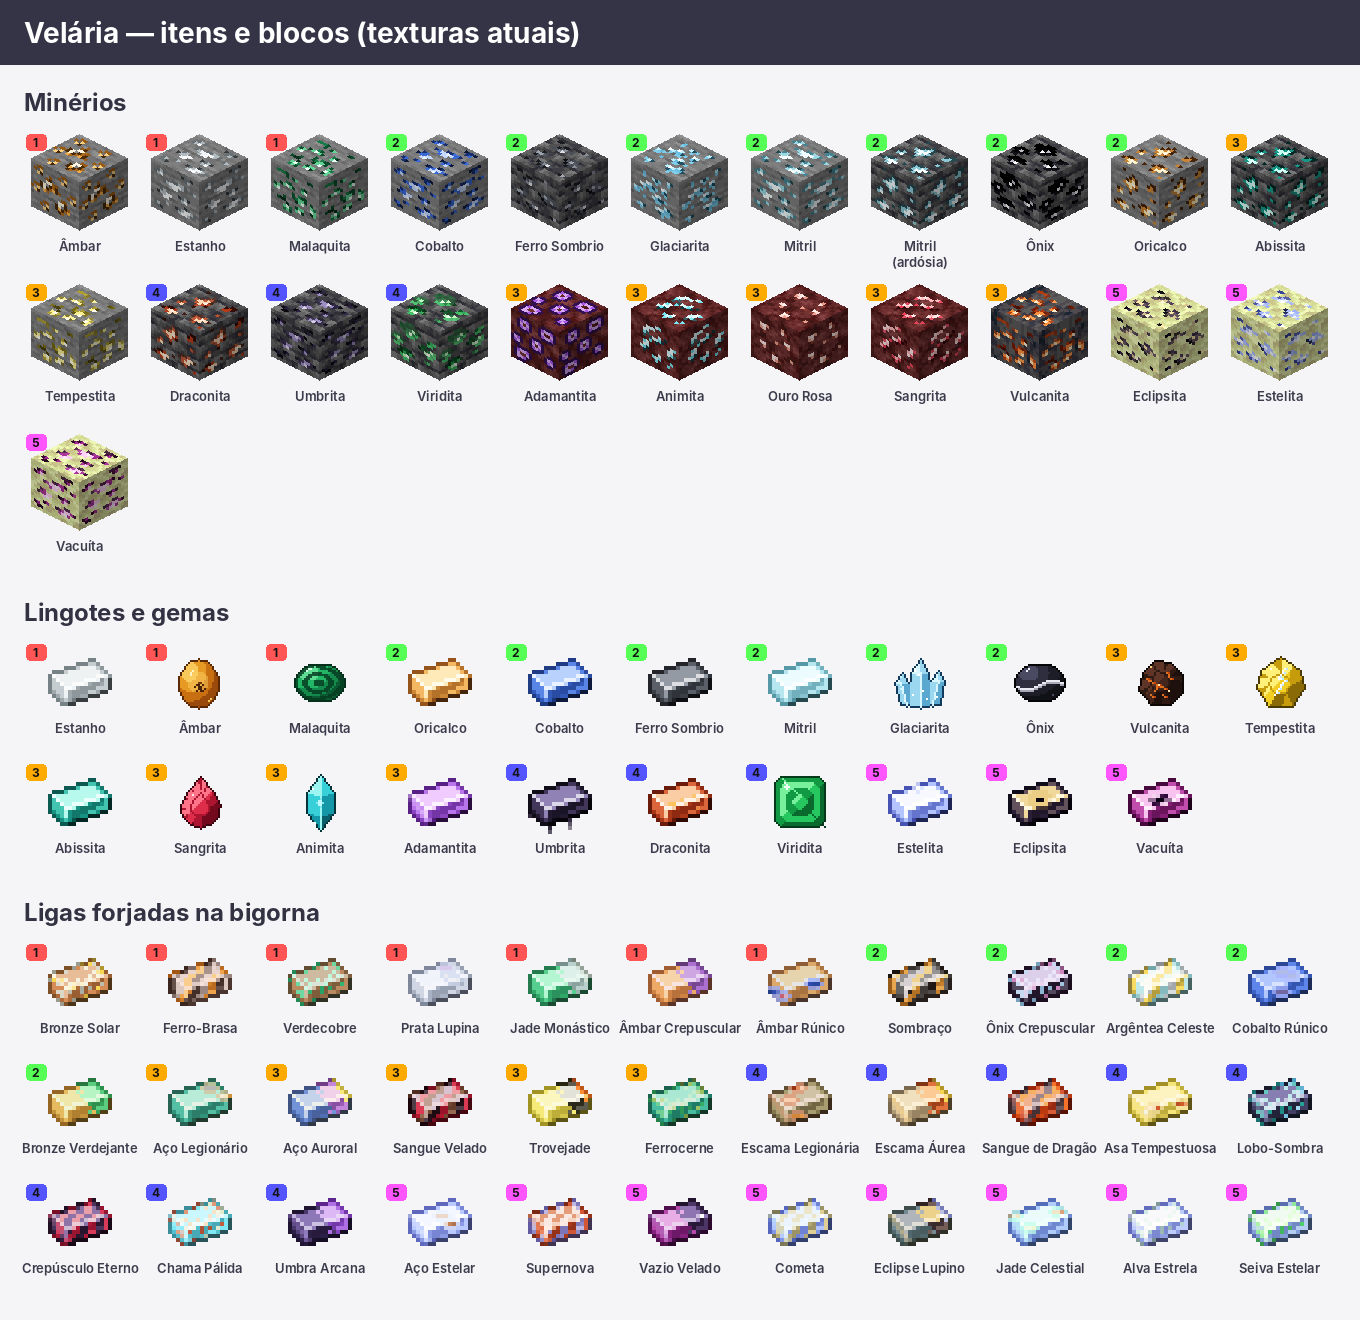 Velária — itens e blocos (texturas atuais)
Minérios
1 1 1 2 2 2 2 2 2 2 3
Âmbar Estanho Malaquita Cobalto Ferro Sombrio Glaciarita Mitril Mitril (ardósia) Ônix Oricalco Abissita
3 4 4 4 3 3 3 3 3 5 5
Tempestita Draconita Umbrita Viridita Adamantita Animita Ouro Rosa Sangrita Vulcanita Eclipsita Estelita
5
Vacuíta
Lingotes e gemas
1 1 1 2 2 2 2 2 2 3 3
Estanho Âmbar Malaquita Oricalco Cobalto Ferro Sombrio Mitril Glaciarita Ônix Vulcanita Tempestita
3 3 3 3 4 4 4 5 5 5
Abissita Sangrita Animita Adamantita Umbrita Draconita Viridita Estelita Eclipsita Vacuíta
Ligas forjadas na bigorna
1 1 1 1 1 1 1 2 2 2 2
Bronze Solar Ferro-Brasa Verdecobre Prata Lupina Jade Monástico Âmbar Crepuscular Âmbar Rúnico Sombraço Ônix Crepuscular Argêntea Celeste Cobalto Rúnico
2 3 3 3 3 3 4 4 4 4 4
Bronze Verdejante Aço Legionário Aço Auroral Sangue Velado Trovejade Ferrocerne Escama Legionária Escama Áurea Sangue de Dragão Asa Tempestuosa Lobo-Sombra
4 4 4 5 5 5 5 5 5 5 5
Crepúsculo Eterno Chama Pálida Umbra Arcana Aço Estelar Supernova Vazio Velado Cometa Eclipse Lupino Jade Celestial Alva Estrela Seiva Estelar